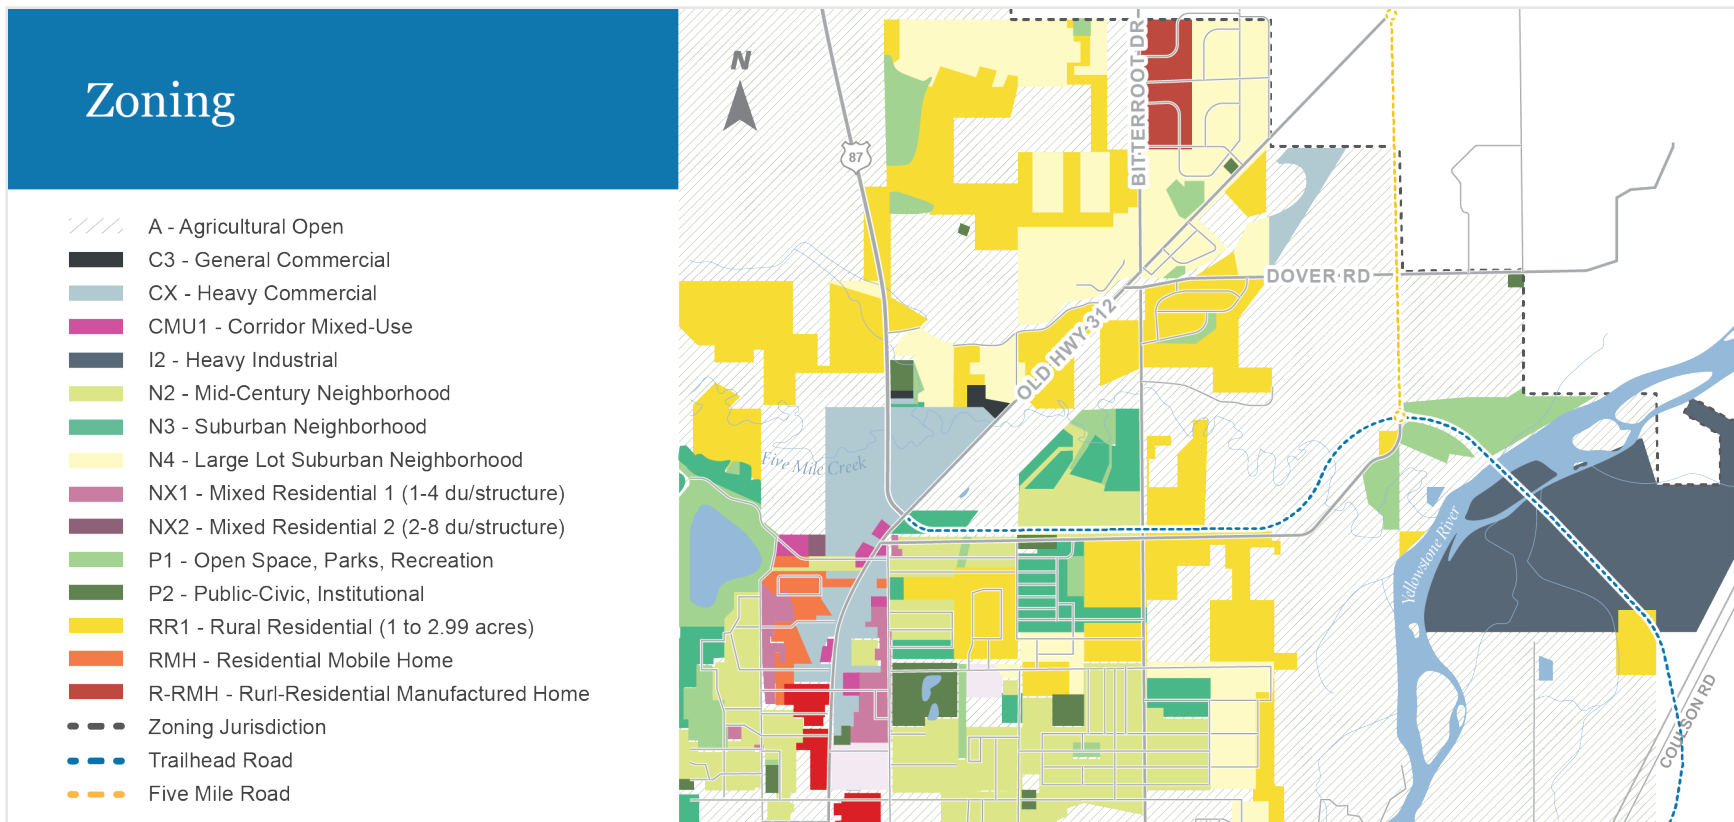 Zoning
A - Agricultural Open
C3 - General Commercial
CX - Heavy Commercial
CMU1 - Corridor Mixed-Use
I2 - Heavy Industrial
N2 - Mid-Century Neighborhood
N3 - Suburban Neighborhood
N4 - Large Lot Suburban Neighborhood
NX1 - Mixed Residential 1 (1-4 du/structure)
NX2 - Mixed Residential 2 (2-8 du/structure)
P1 - Open Space, Parks, Recreation
P2 - Public-Civic, Institutional
RR1 - Rural Residential (1 to 2.99 acres)
RMH - Residential Mobile Home
R-RMH - Rurl-Residential Manufactured Home
Zoning Jurisdiction
Trailhead Road
Five Mile Road
N
87
BITTERROOT DR
DOVER RD
OLD HWY 312
Five Mile Creek
Yellowstone River
COULSON RD